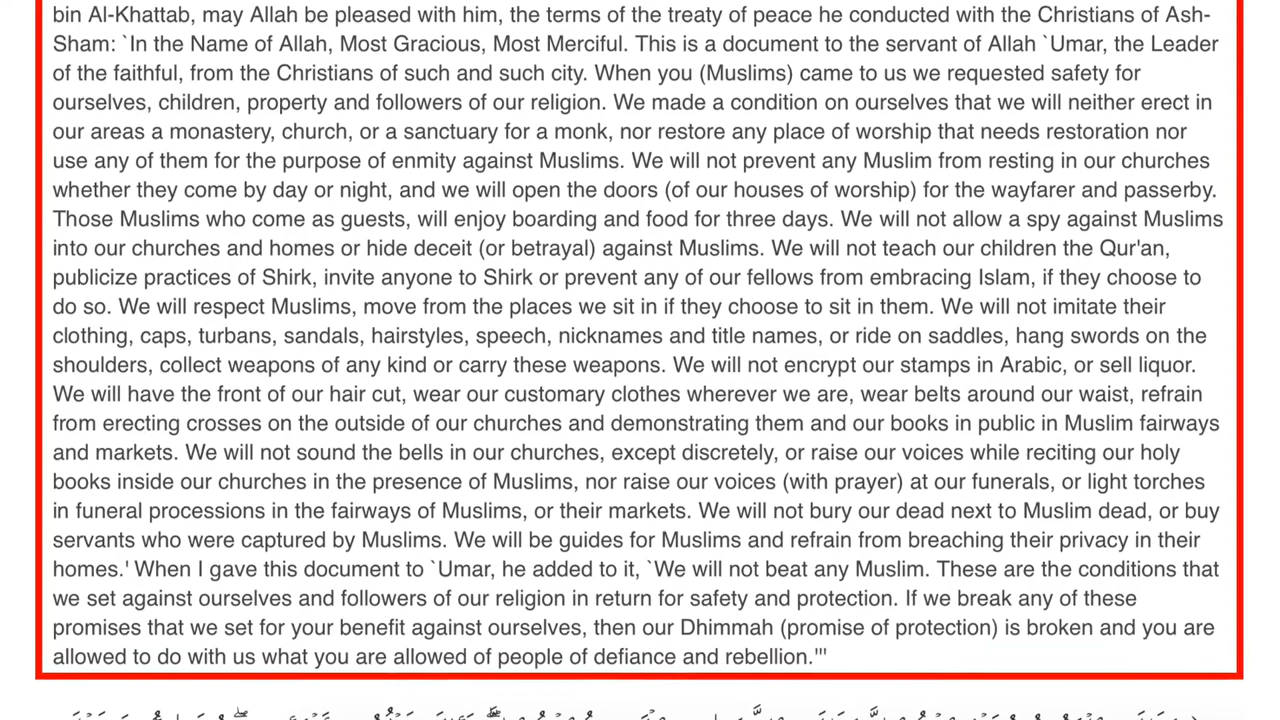 bin Al-Khattab, may Allah be pleased with him, the terms of the treaty of peace he conducted with the Christians of Ash-
Sham: `In the Name of Allah, Most Gracious, Most Merciful. This is a document to the servant of Allah `Umar, the Leader
of the faithful, from the Christians of such and such city. When you (Muslims) came to us we requested safety for
ourselves, children, property and followers of our religion. We made a condition on ourselves that we will neither erect in
our areas a monastery, church, or a sanctuary for a monk, nor restore any place of worship that needs restoration nor
use any of them for the purpose of enmity against Muslims. We will not prevent any Muslim from resting in our churches
whether they come by day or night, and we will open the doors (of our houses of worship) for the wayfarer and passerby.
Those Muslims who come as guests, will enjoy boarding and food for three days. We will not allow a spy against Muslims
into our churches and homes or hide deceit (or betrayal) against Muslims. We will not teach our children the Qur'an,
publicize practices of Shirk, invite anyone to Shirk or prevent any of our fellows from embracing Islam, if they choose to
do so. We will respect Muslims, move from the places we sit in if they choose to sit in them. We will not imitate their
clothing, caps, turbans, sandals, hairstyles, speech, nicknames and title names, or ride on saddles, hang swords on the
shoulders, collect weapons of any kind or carry these weapons. We will not encrypt our stamps in Arabic, or sell liquor.
We will have the front of our hair cut, wear our customary clothes wherever we are, wear belts around our waist, refrain
from erecting crosses on the outside of our churches and demonstrating them and our books in public in Muslim fairways
and markets. We will not sound the bells in our churches, except discretely, or raise our voices while reciting our holy
books inside our churches in the presence of Muslims, nor raise our voices (with prayer) at our funerals, or light torches
in funeral processions in the fairways of Muslims, or their markets. We will not bury our dead next to Muslim dead, or buy
servants who were captured by Muslims. We will be guides for Muslims and refrain from breaching their privacy in their
homes.' When I gave this document to `Umar, he added to it, `We will not beat any Muslim. These are the conditions that
we set against ourselves and followers of our religion in return for safety and protection. If we break any of these
promises that we set for your benefit against ourselves, then our Dhimmah (promise of protection) is broken and you are
allowed to do with us what you are allowed of people of defiance and rebellion.'"